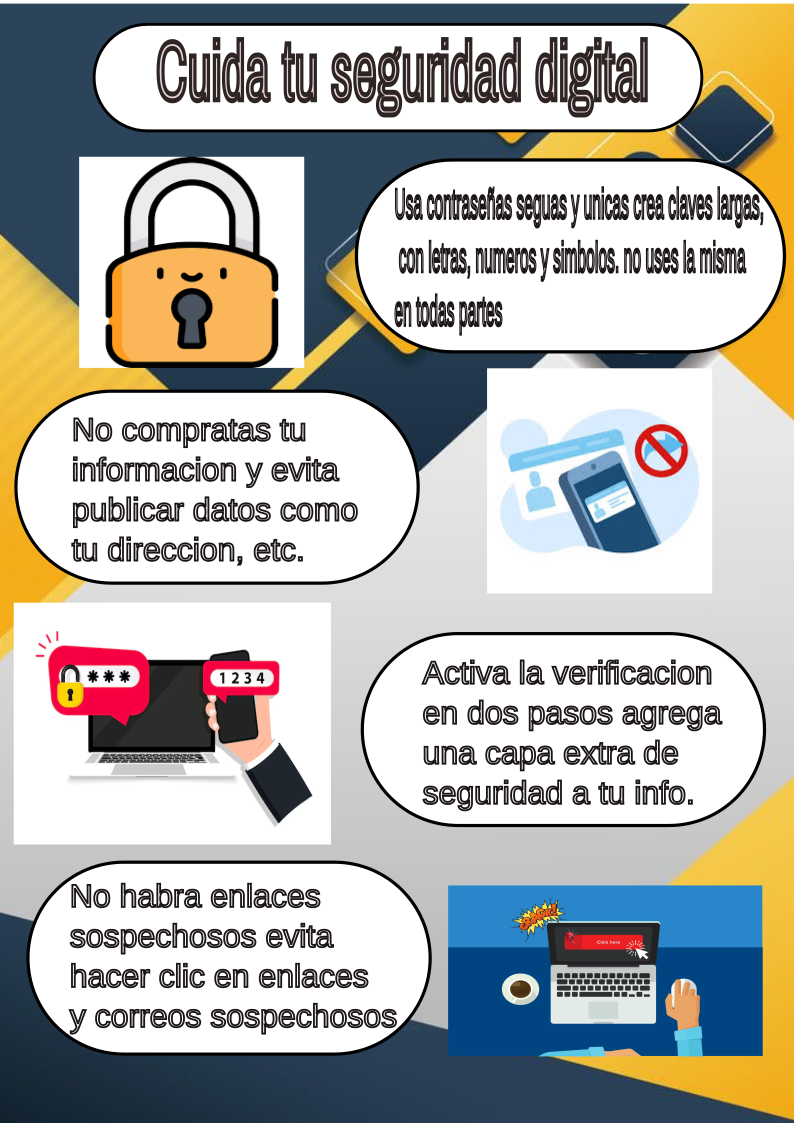 Cuida tu seguridad digital
Usa contraseñas seguas y unicas crea claves largas,
con letras, numeros y simbolos. no uses la misma
en todas partes
No compratas tu
informacion y evita
publicar datos como
tu direccion, etc.
***
1234
Activa la verificacion
en dos pasos agrega
una capa extra de
seguridad a tu info.
No habra enlaces
sospechosos evita
hacer clic en enlaces
y correos sospechosos
Click here